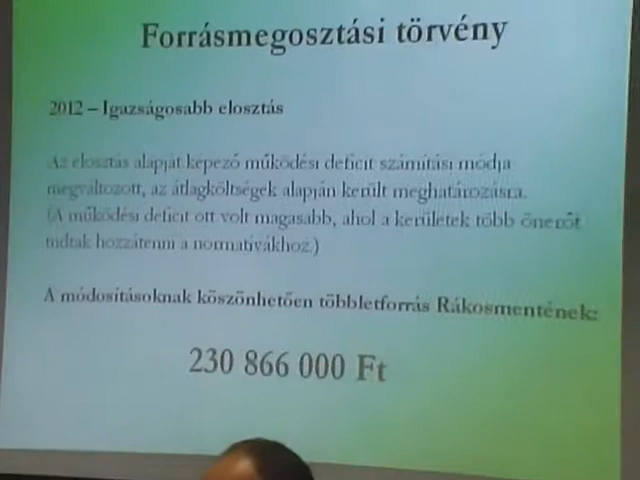 Forrásmegosztási törvény
2012 – Igazságosabb elosztás
Az elosztás alapját képező működési deficit számítási módja
megváltozott, az átlagköltségek alapján került meghatározásra.
(A működési deficit ott volt magasabb, ahol a kerületek több önerőt
tudtak hozzátenni a normatívákhoz.)
A módosításoknak köszönhetően többletforrás Rákosmentének:
230 866 000 Ft